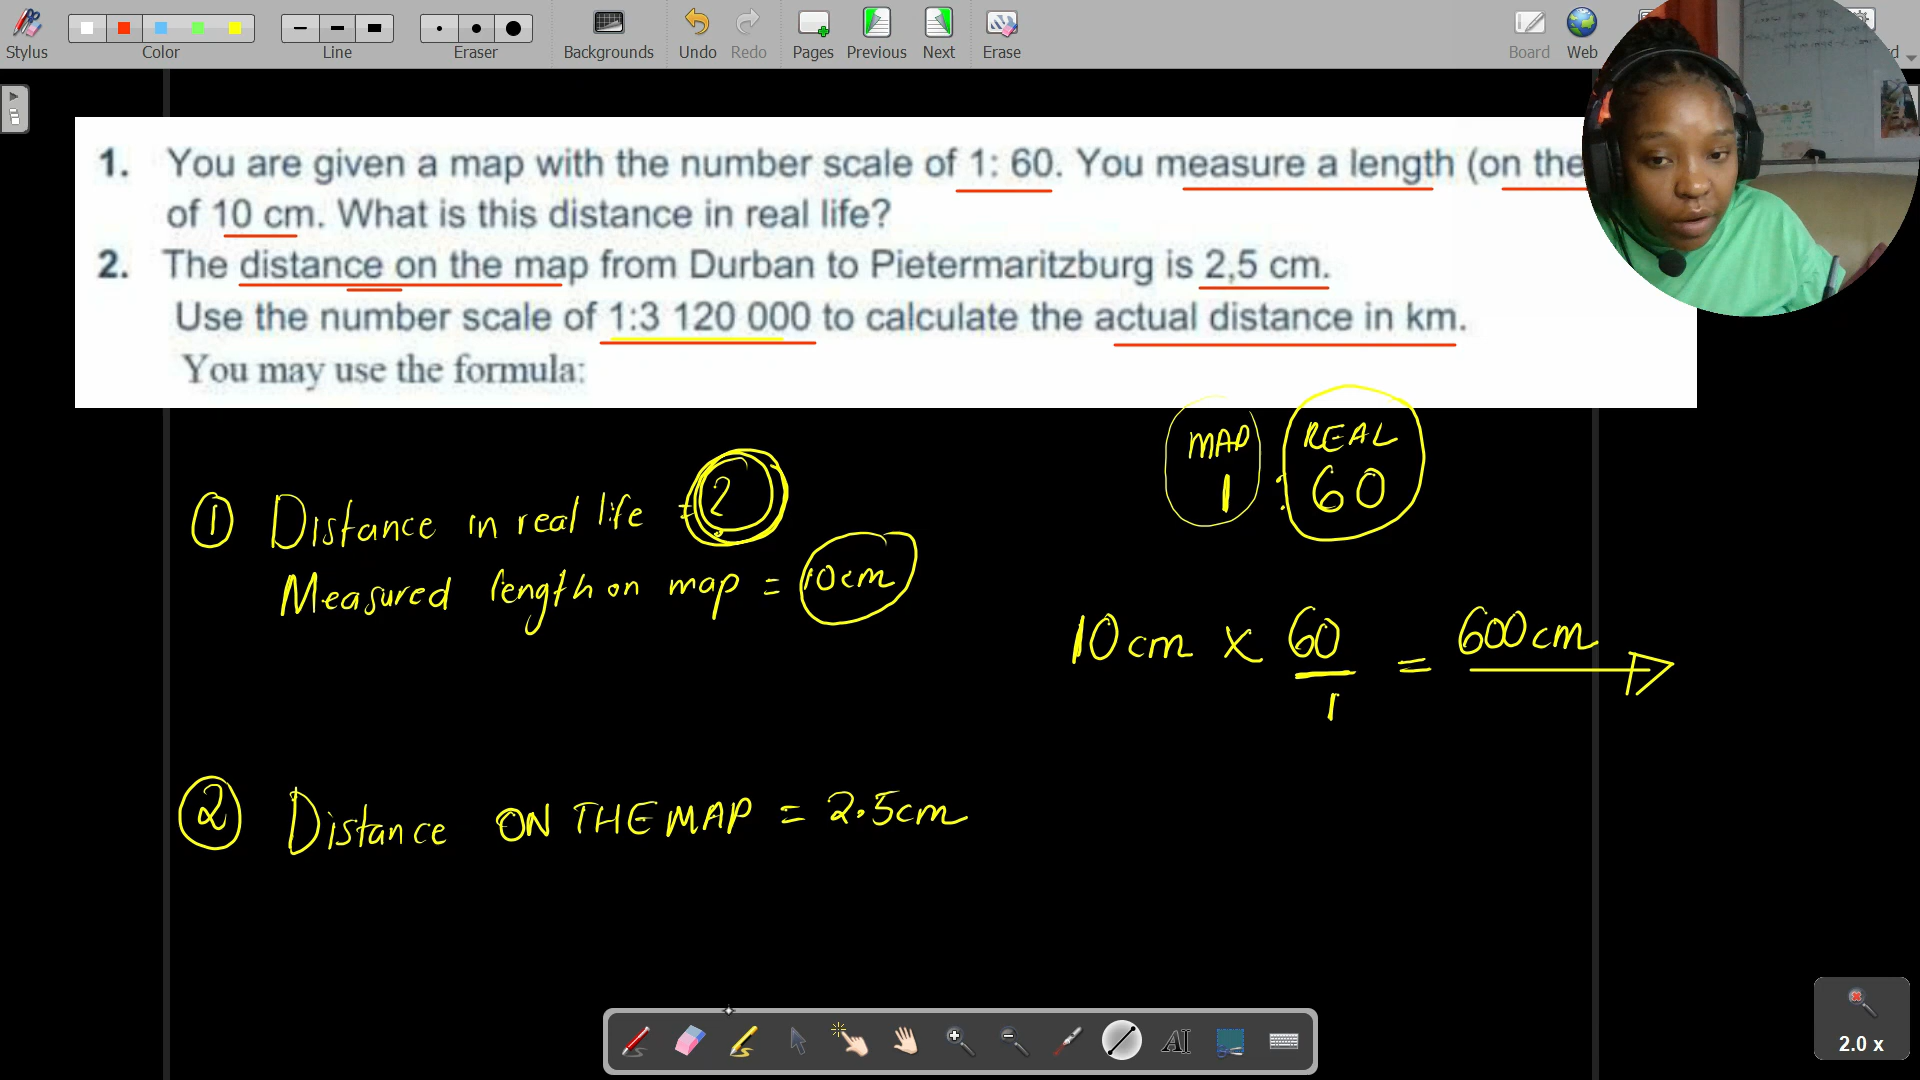 Stylus Color Line Eraser Backgrounds Undo Redo Pages Previous Next Erase Board Web
1. You are given a map with the number scale of 1: 60. You measure a length (on the
of 10 cm. What is this distance in real life?
2. The distance on the map from Durban to Pietermaritzburg is 2,5 cm.
Use the number scale of 1:3 120 000 to calculate the actual distance in km.
You may use the formula:
MAP REAL
1 : 60
① Distance in real life = ?
Measured length on map = 10cm
10cm x 60/1 = 600cm
② Distance ON THE MAP = 2.5cm
2.0 x